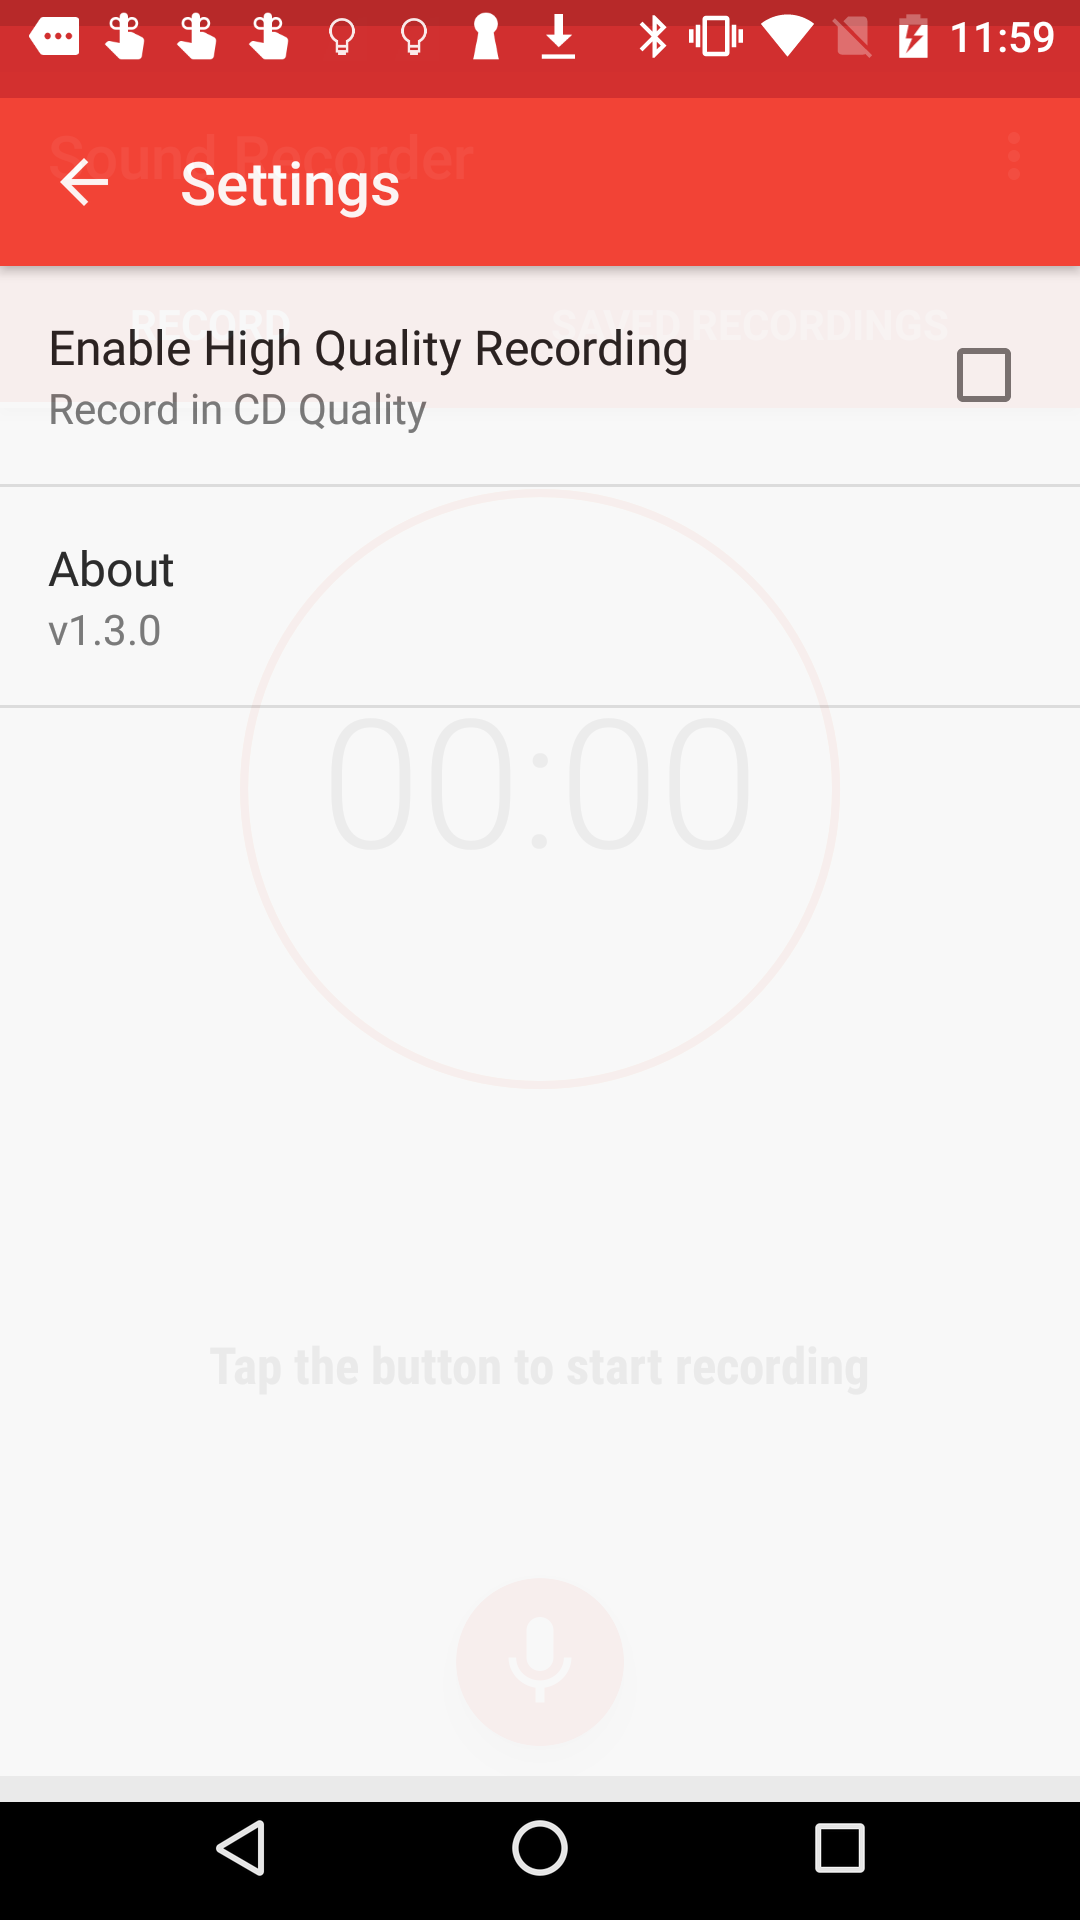 11:59
Sound Recorder
Settings
RECORD SAVED RECORDINGS
Enable High Quality Recording
Record in CD Quality
About
v1.3.0
00:00
Tap the button to start recording